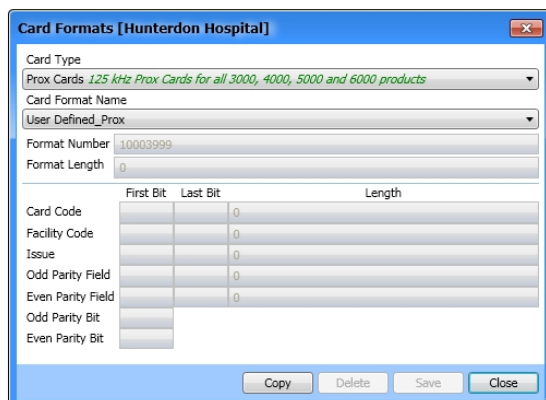 Card Formats [Hunterdon Hospital]
Card Type
Prox Cards 125 kHz Prox Cards for all 3000, 4000, 5000 and 6000 products
Card Format Name
User Defined_Prox
Format Number 10003999
Format Length 0
First Bit Last Bit Length
Card Code 0
Facility Code 0
Issue 0
Odd Parity Field 0
Even Parity Field 0
Odd Parity Bit
Even Parity Bit
Copy Delete Save Close